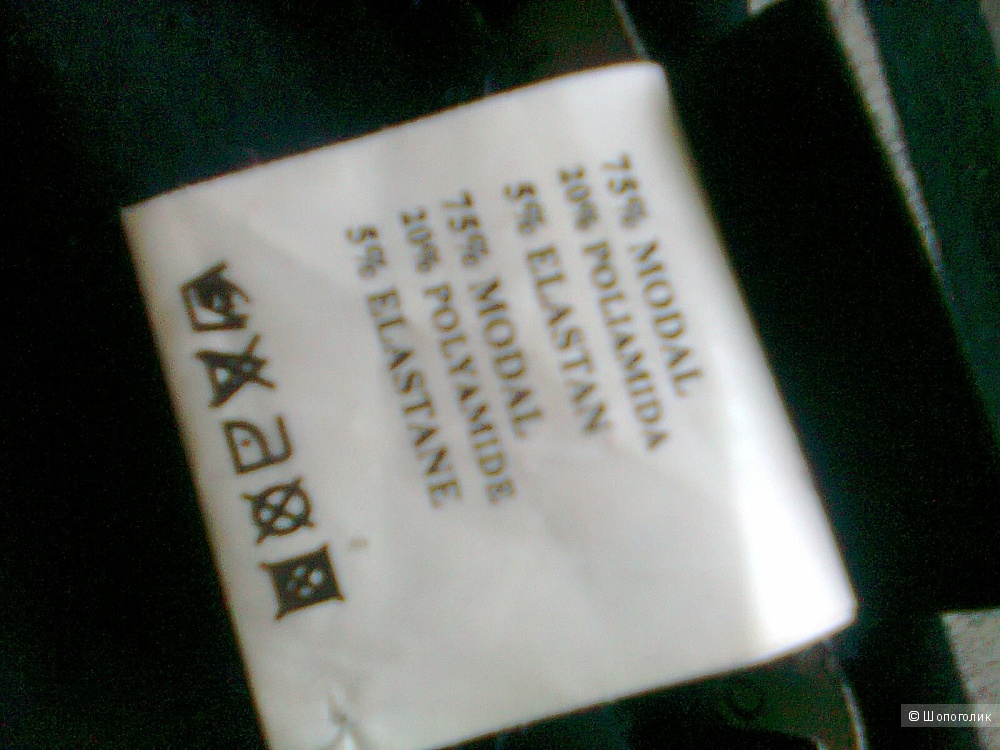 75% MODAL
20% POLIAMIDA
5% ELASTAN
75% MODAL
20% POLYAMIDE
5% ELASTANE
© Шопоголик